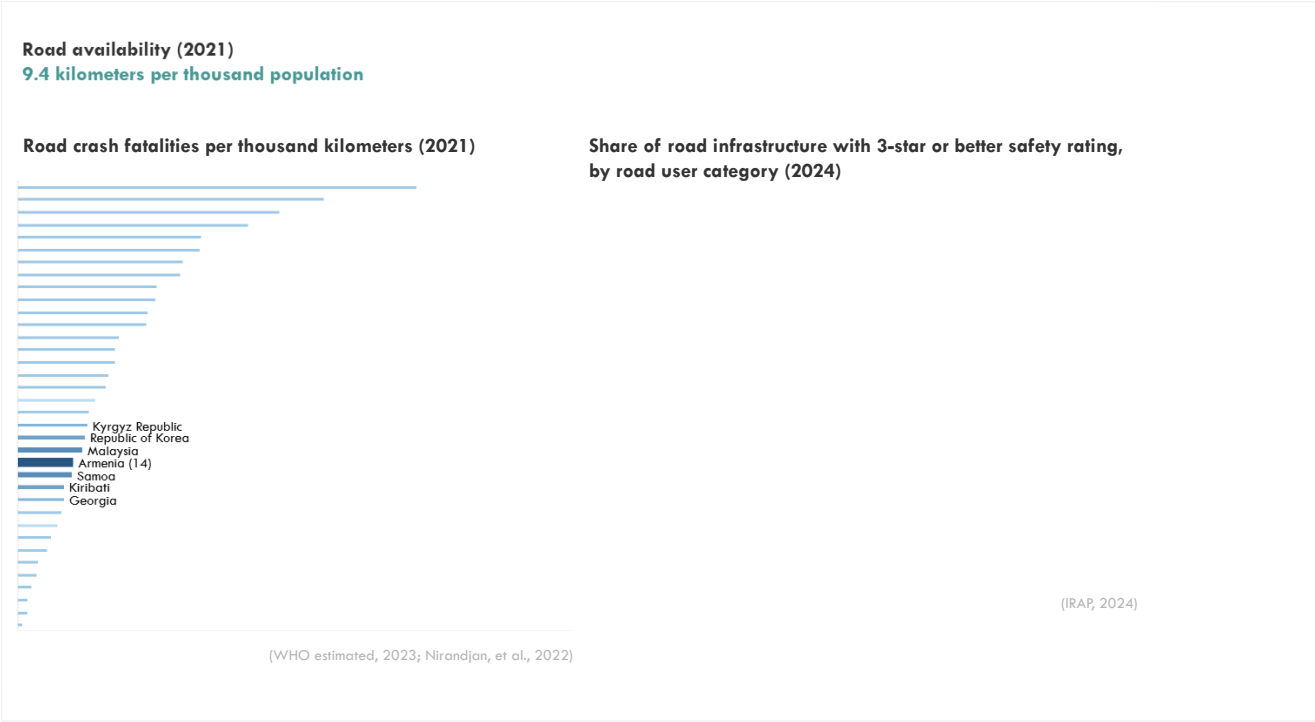 Road availability (2021)
9.4 kilometers per thousand population
Road crash fatalities per thousand kilometers (2021)
Kyrgyz Republic
Republic of Korea
Malaysia
Armenia (14)
Samoa
Kiribati
Georgia
(WHO estimated, 2023; Nirandjan, et al., 2022)
Share of road infrastructure with 3-star or better safety rating,
by road user category (2024)
(IRAP, 2024)